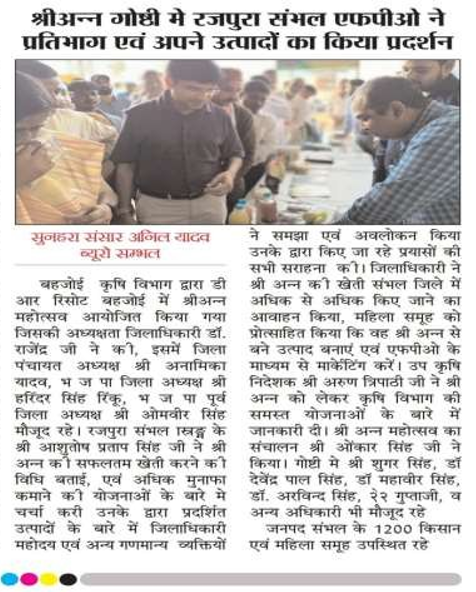 श्रीअन्न गोष्ठी मे रजपुरा संभल एफपीओ ने
प्रतिभाग एवं अपने उत्पादों का किया प्रदर्शन
सुनहरा संसार अनिल यादव
ब्यूरो सम्भल
बहजोई कृषि विभाग द्वारा डी
आर रिसोट बहजोई में श्रीअन्न
महोत्सव आयोजित किया गया
जिसकी अध्यक्षता जिलाधिकारी डॉ.
राजेंद्र जी ने की, इसमें जिला
पंचायत अध्यक्ष श्री अनामिका
यादव, भ ज पा जिला अध्यक्ष श्री
हरिंदर सिंह रिंकू, भ ज पा पूर्व
जिला अध्यक्ष श्री ओमवीर सिंह
मौजूद रहे। रजपुरा संभल
श्री आशुतोष प्रताप सिंह जी ने श्री
अन्न की सफलतम खेती करने की
विधि बताई, एवं अधिक मुनाफा
कमाने की योजनाओं के बारे मे
चर्चा करी उनके द्वारा प्रदर्शित
उत्पादों के बारे में जिलाधिकारी
महोदय एवं अन्य गणमान्य व्यक्तियों
ने समझा एवं अवलोकन किया
उनके द्वारा किए जा रहे प्रयासों की
सभी सराहना की। जिलाधिकारी ने
श्री अन्न की खेती संभल जिले में
अधिक से अधिक किए जाने का
आवाहन किया, महिला समूह को
प्रोत्साहित किया कि वह श्री अन्न से
बने उत्पाद बनाएं एवं एफपीओ के
माध्यम से मार्केटिंग करें। उप कृषि
निदेशक श्री अरुण त्रिपाठी जी ने श्री
अन्न को लेकर कृषि विभाग की
समस्त योजनाओं के बारे में
जानकारी दी। श्री अन्न महोत्सव का
संचालन श्री ओंकार सिंह जी ने
किया। गोष्टी मे श्री शुगर सिंह, डॉ
देवेंद्र पाल सिंह, डॉ महावीर सिंह,
डॉ. अरविन्द सिंह, २२ गुप्ताजी, व
अन्य अधिकारी भी मौजूद रहे
जनपद संभल के 1200 किसान
एवं महिला समूह उपस्थित रहे